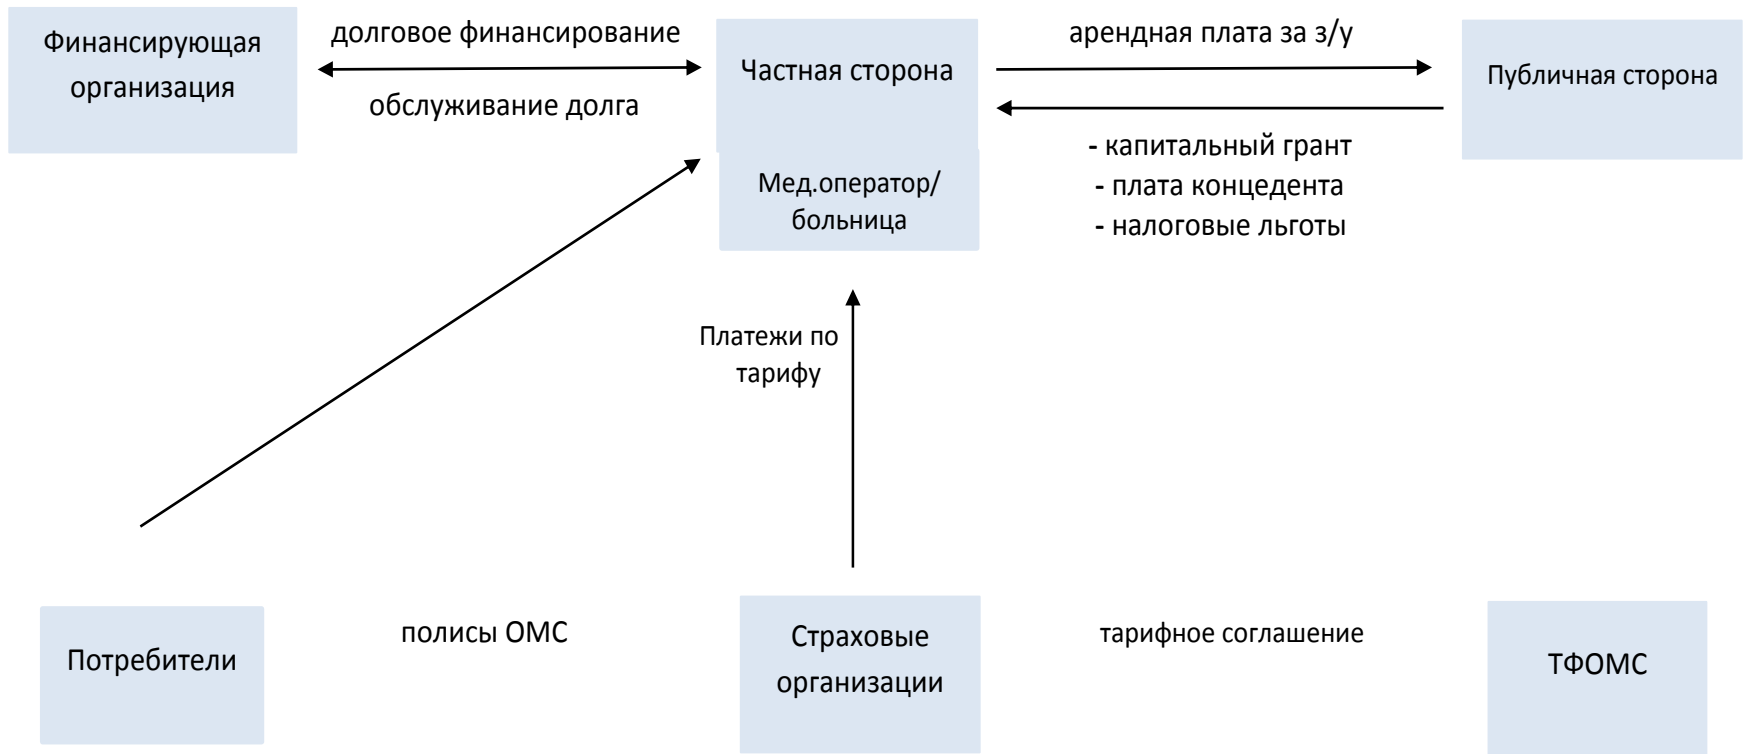 Финансирующая
организация
долговое финансирование
обслуживание долга
Частная сторона
Мед.оператор/
больница
арендная плата за з/у
- капитальный грант
- плата концедента
- налоговые льготы
Публичная сторона
Платежи по
тарифу
Потребители
полисы ОМС
Страховые
организации
тарифное соглашение
ТФОМС